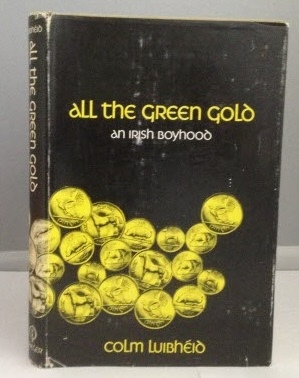 all the green gold
an irish boyhood
colm luibhéid
all the green gold